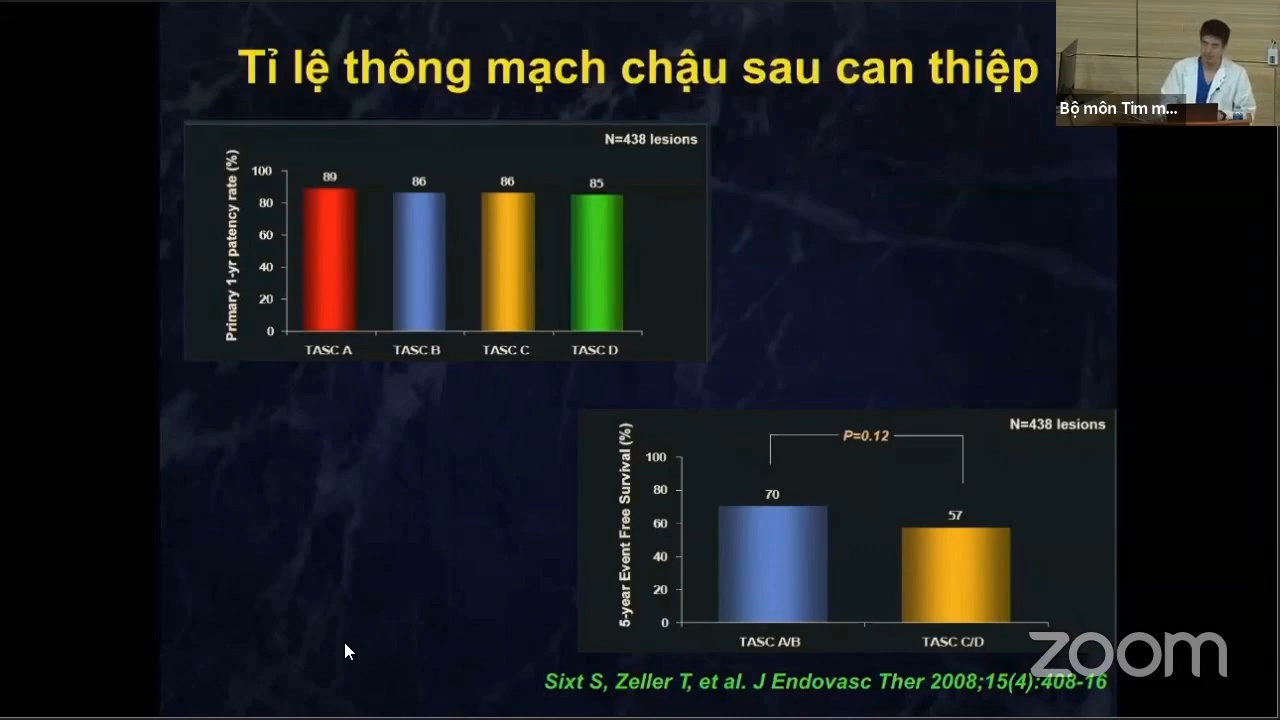 Tỉ lệ thông mạch chậu sau can thiệp
Bộ môn Tim m...
N=438 lesions
Primary 1-yr patency rate (%)
100
80
60
40
20
0
89
86
86
85
TASC A
TASC B
TASC C
TASC D
N=438 lesions
P=0.12
5-year Event Free Survival (%)
100
80
60
40
20
0
70
57
TASC A/B
TASC C/D
zoom
Sixt S, Zeller T, et al. J Endovasc Ther 2008;15(4):408-16